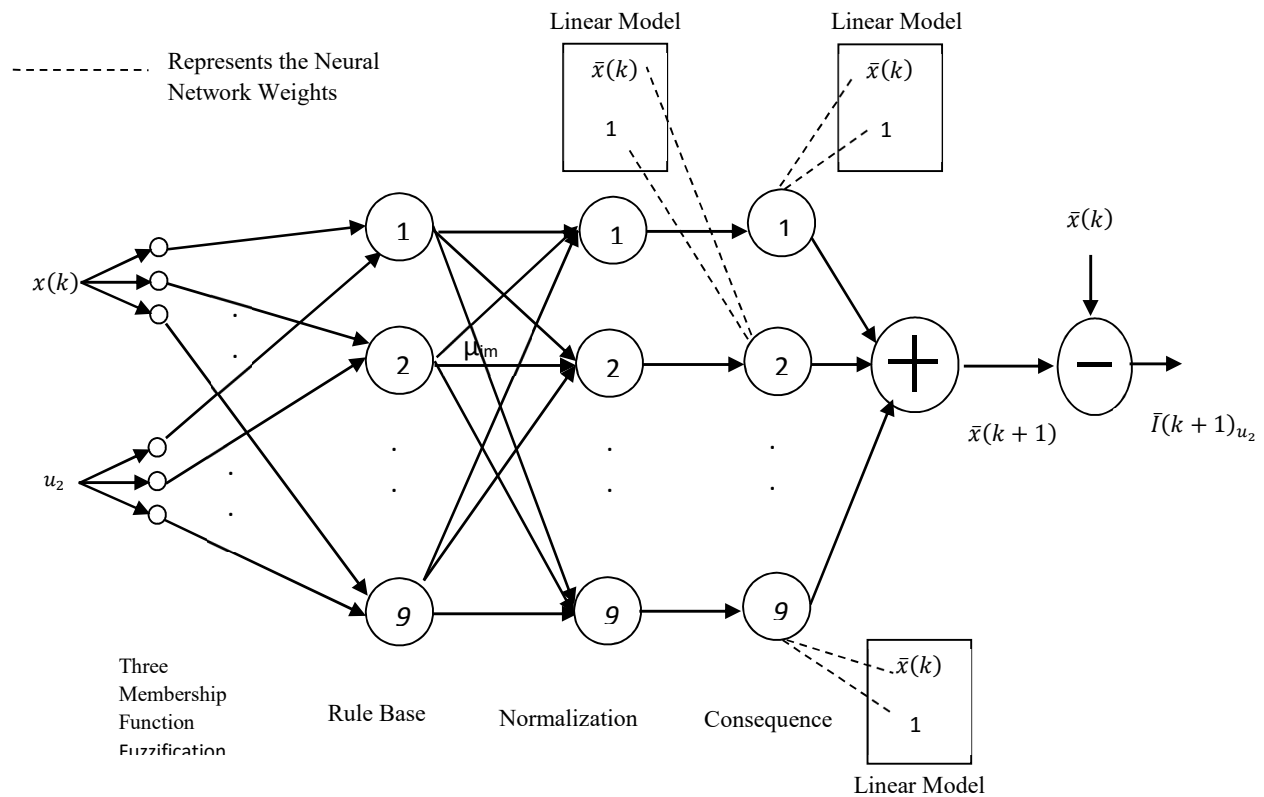 Linear Model
Linear Model
Represents the Neural
Network Weights
x̄(k)
1
x̄(k)
1
1
1
1
x̄(k)
x(k)
2
μim
2
2
+
−
x̄(k + 1)
Ī(k + 1)u₂
u₂
9
9
9
x̄(k)
1
Three
Membership
Function
Fuzzification
Rule Base
Normalization
Consequence
Linear Model